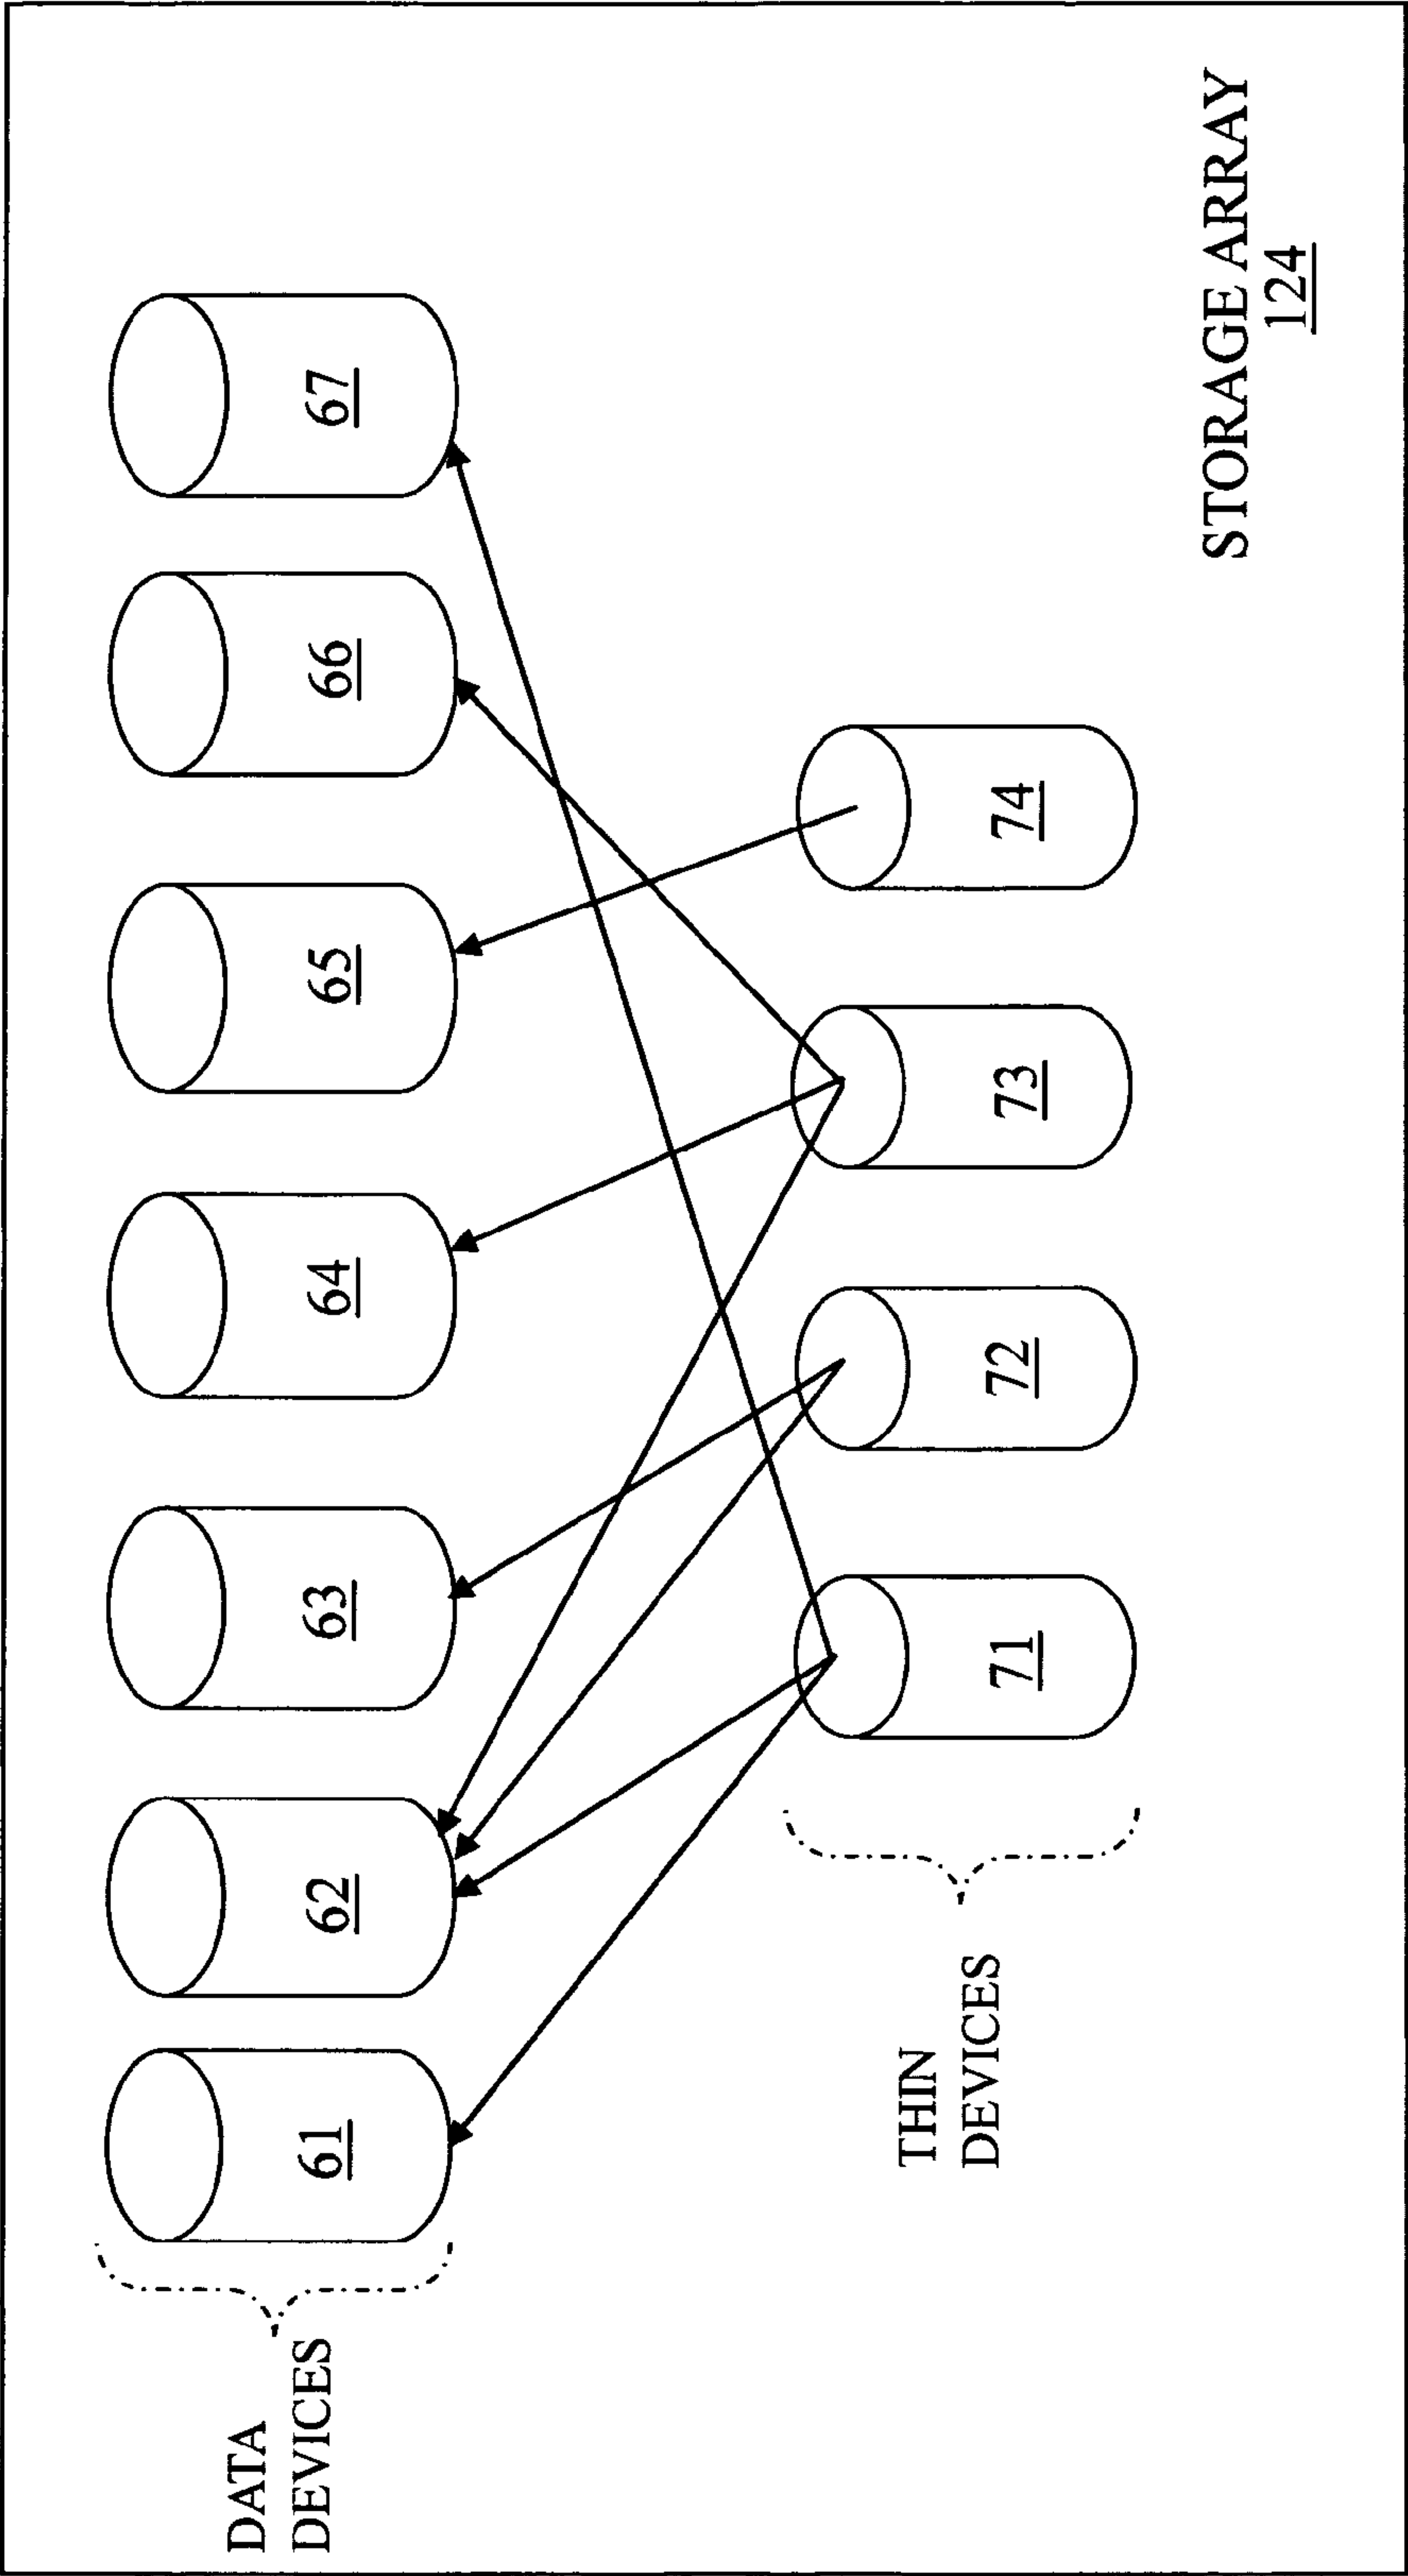 DATA
DEVICES
61
62
63
64
65
66
67
THIN
DEVICES
71
72
73
74
STORAGE ARRAY
124